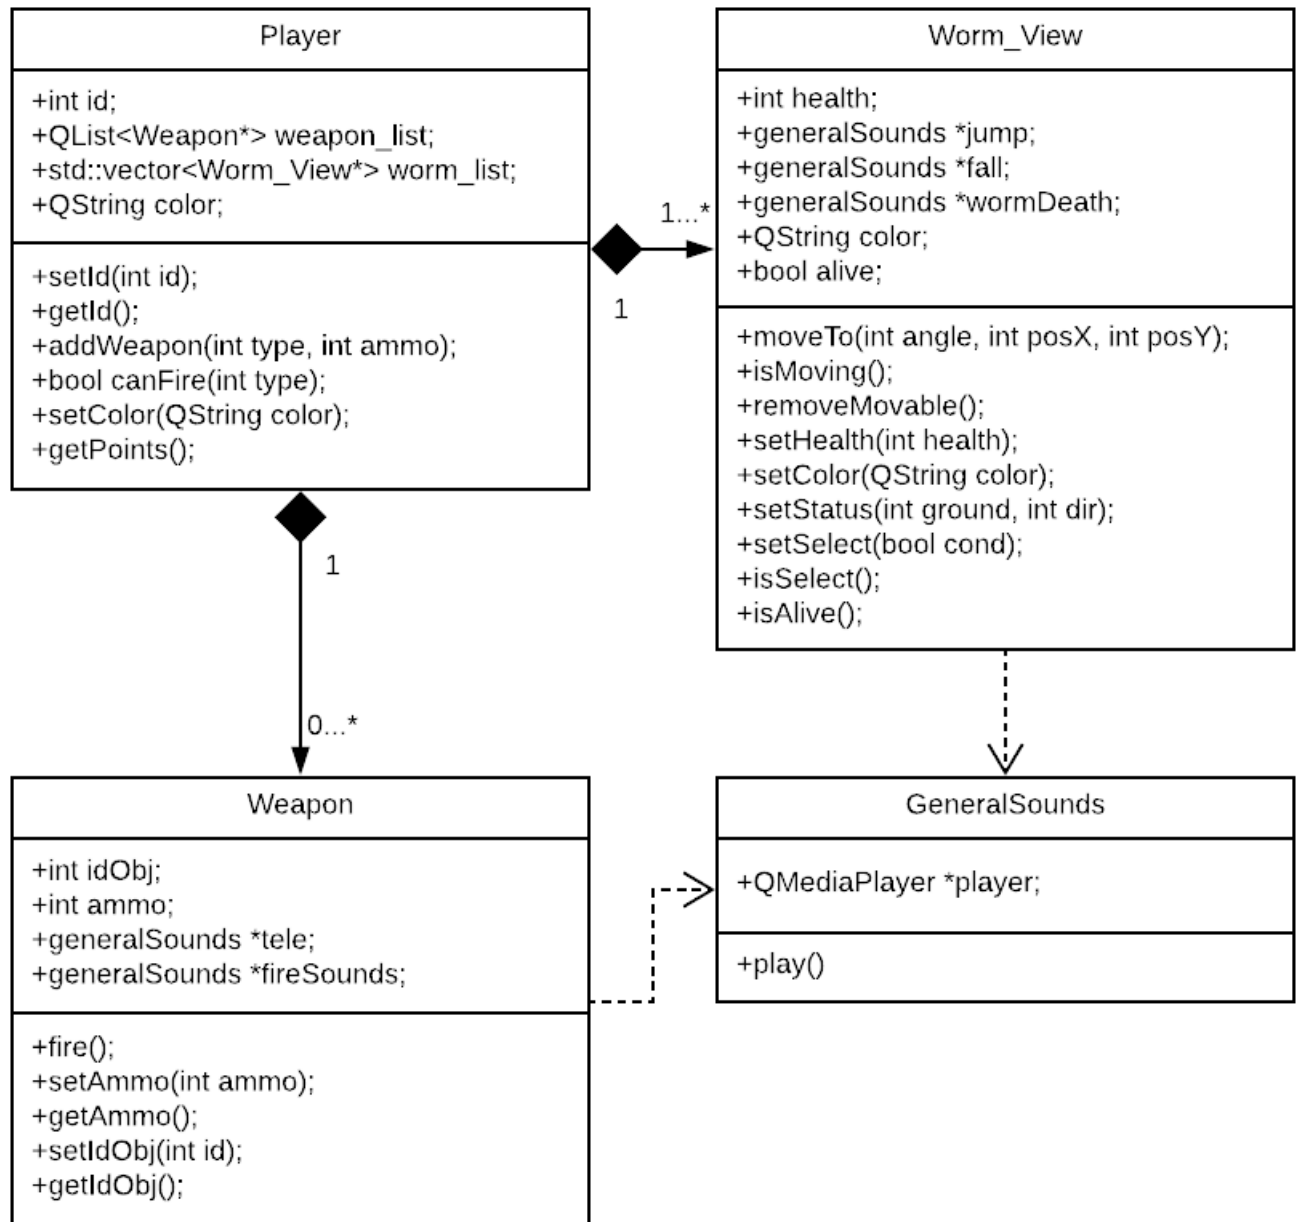 Player
+int id;
+QList<Weapon*> weapon_list;
+std::vector<Worm_View*> worm_list;
+QString color;
+setId(int id);
+getId();
+addWeapon(int type, int ammo);
+bool canFire(int type);
+setColor(QString color);
+getPoints();
1...*
1
Worm_View
+int health;
+generalSounds *jump;
+generalSounds *fall;
+generalSounds *wormDeath;
+QString color;
+bool alive;
+moveTo(int angle, int posX, int posY);
+isMoving();
+removeMovable();
+setHealth(int health);
+setColor(QString color);
+setStatus(int ground, int dir);
+setSelect(bool cond);
+isSelect();
+isAlive();
1
0...*
Weapon
+int idObj;
+int ammo;
+generalSounds *tele;
+generalSounds *fireSounds;
+fire();
+setAmmo(int ammo);
+getAmmo();
+setIdObj(int id);
+getIdObj();
GeneralSounds
+QMediaPlayer *player;
+play()